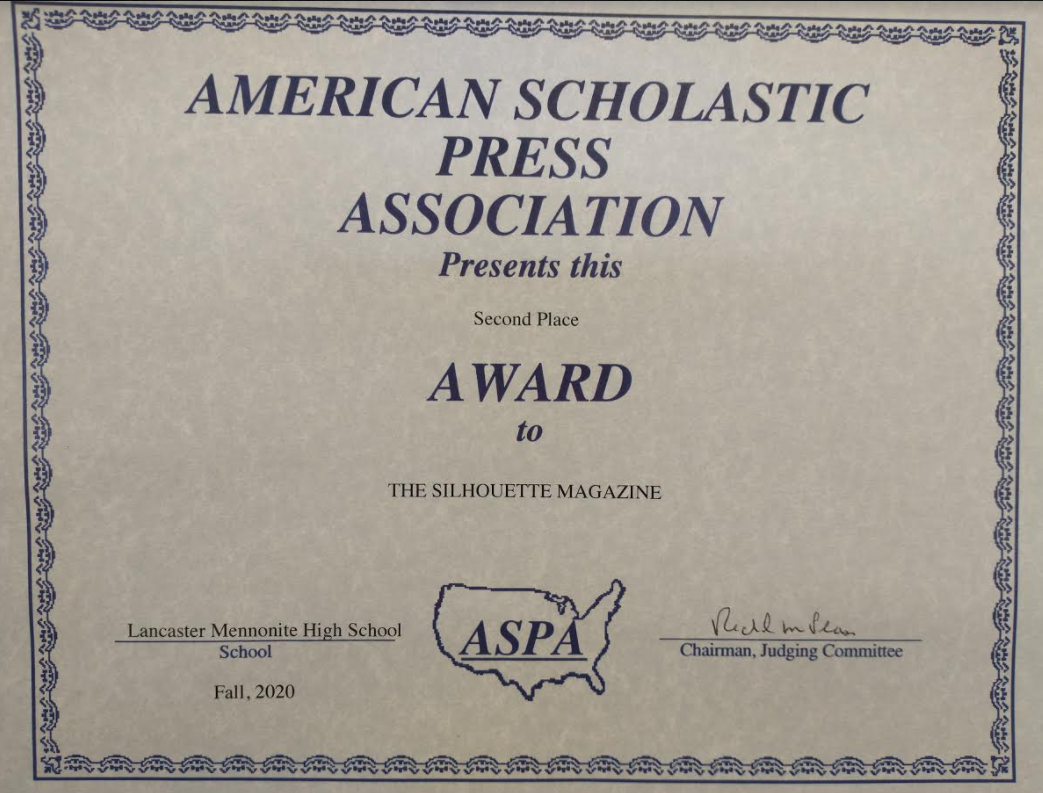 AMERICAN SCHOLASTIC
PRESS
ASSOCIATION
Presents this
Second Place
AWARD
to
THE SILHOUETTE MAGAZINE
Lancaster Mennonite High School
School
Fall, 2020
ASPA
Chairman, Judging Committee